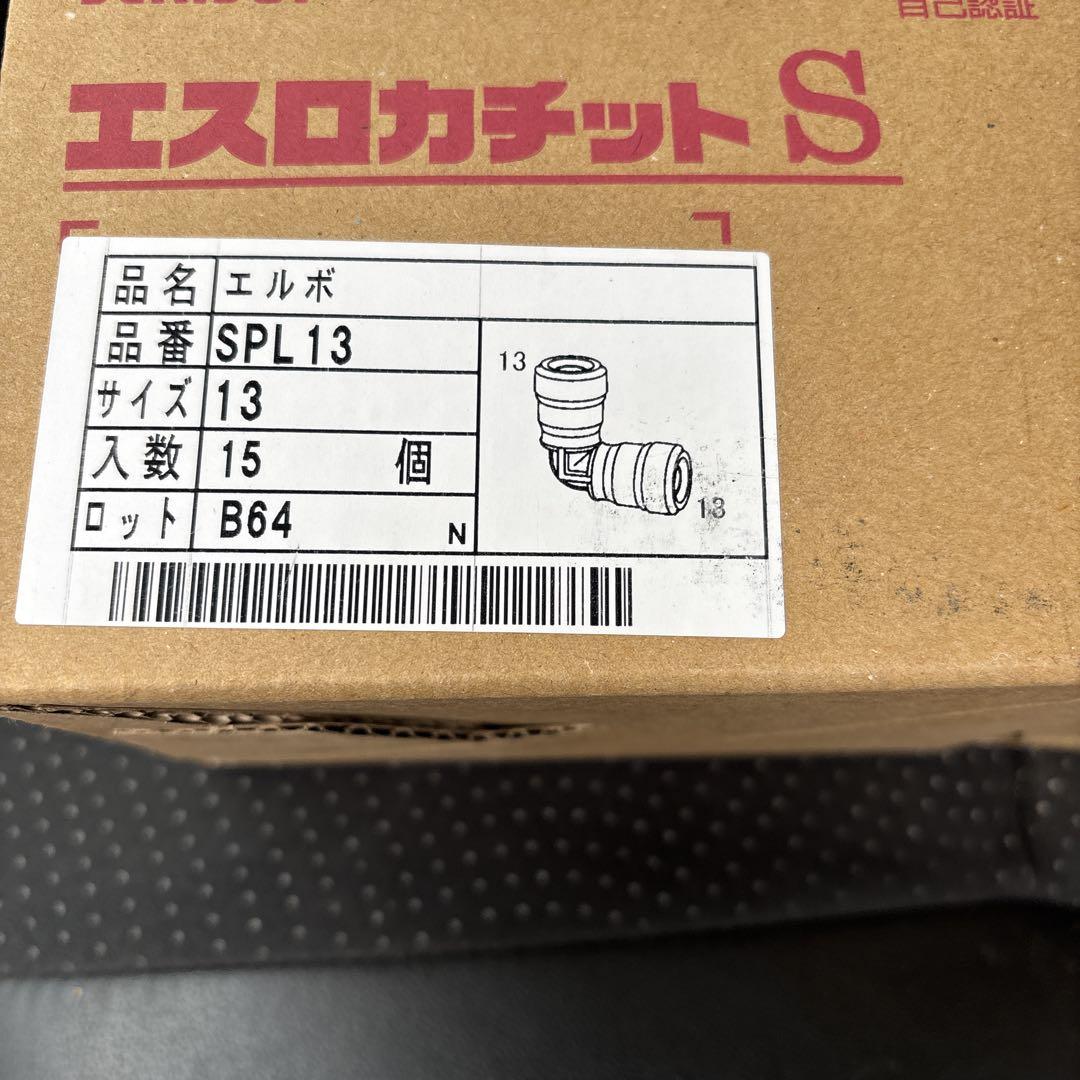 自己認証
エスロカチットS
品名 エルボ
品番 SPL13
サイズ 13
入数 15 個
ロット B64 N
13
13